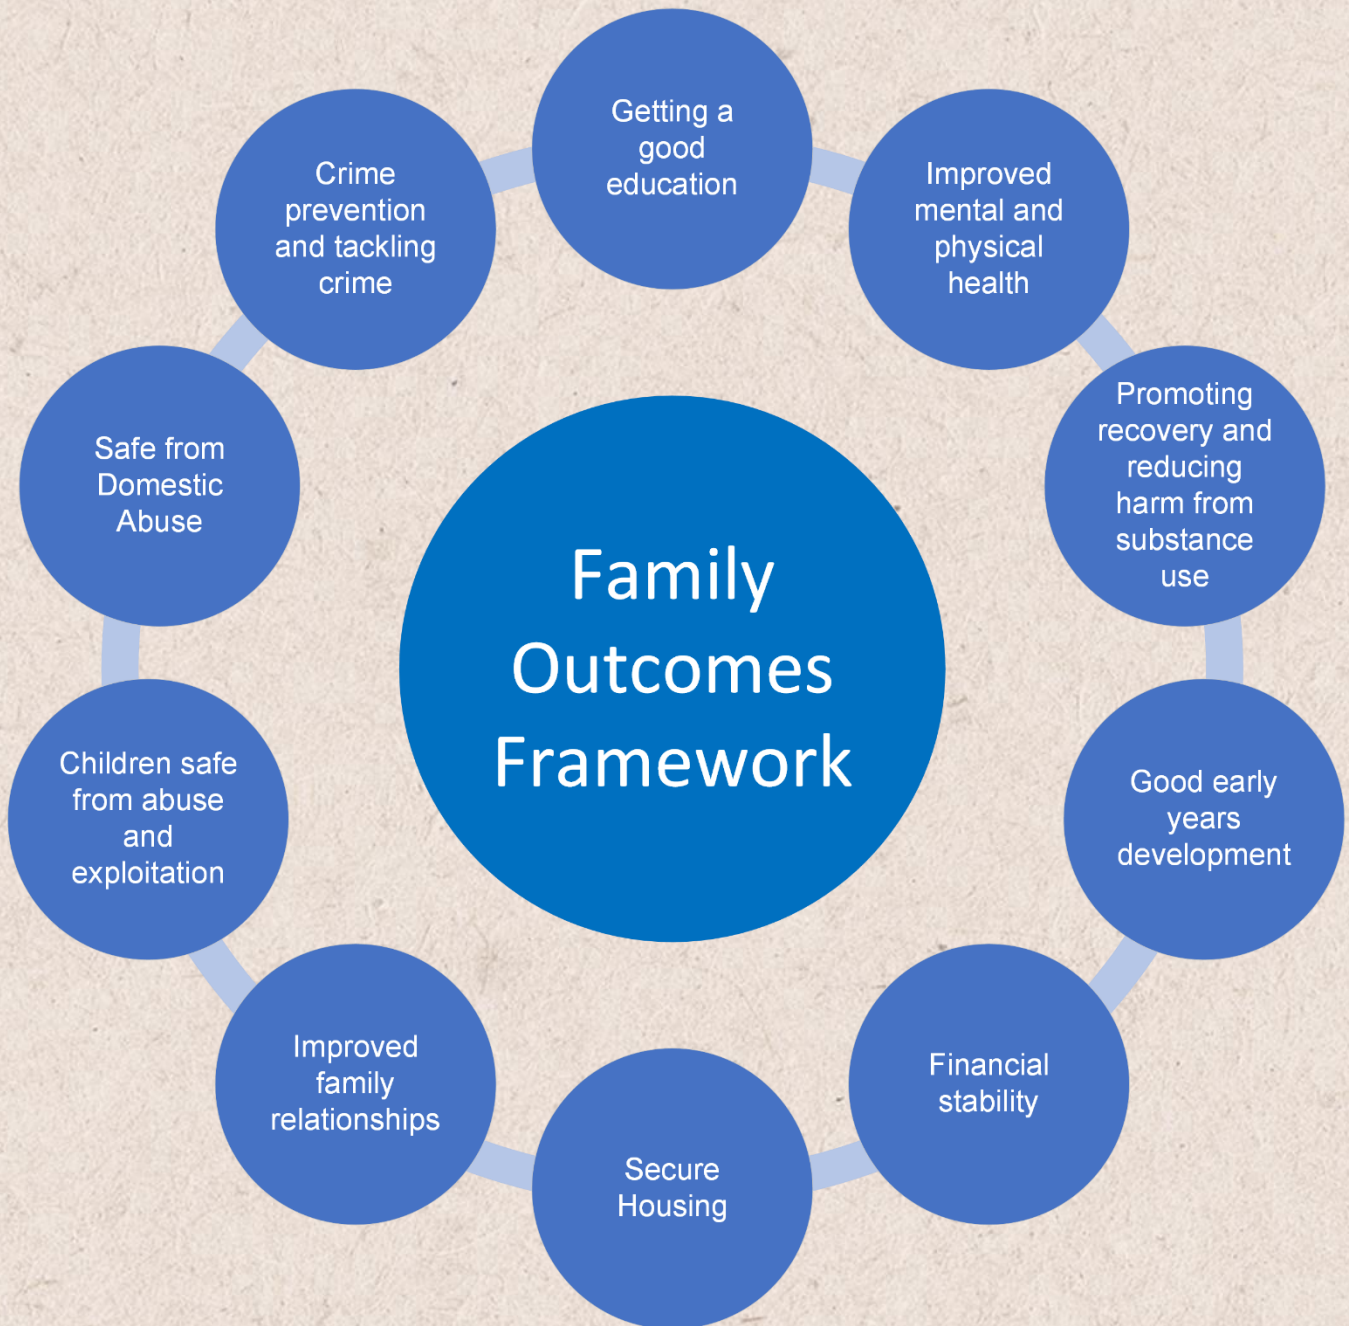 Getting a
good
education
Improved
mental and
physical
health
Promoting
recovery and
reducing
harm from
substance
use
Good early
years
development
Financial
stability
Secure
Housing
Improved
family
relationships
Children safe
from abuse
and
exploitation
Safe from
Domestic
Abuse
Crime
prevention
and tackling
crime
Family
Outcomes
Framework